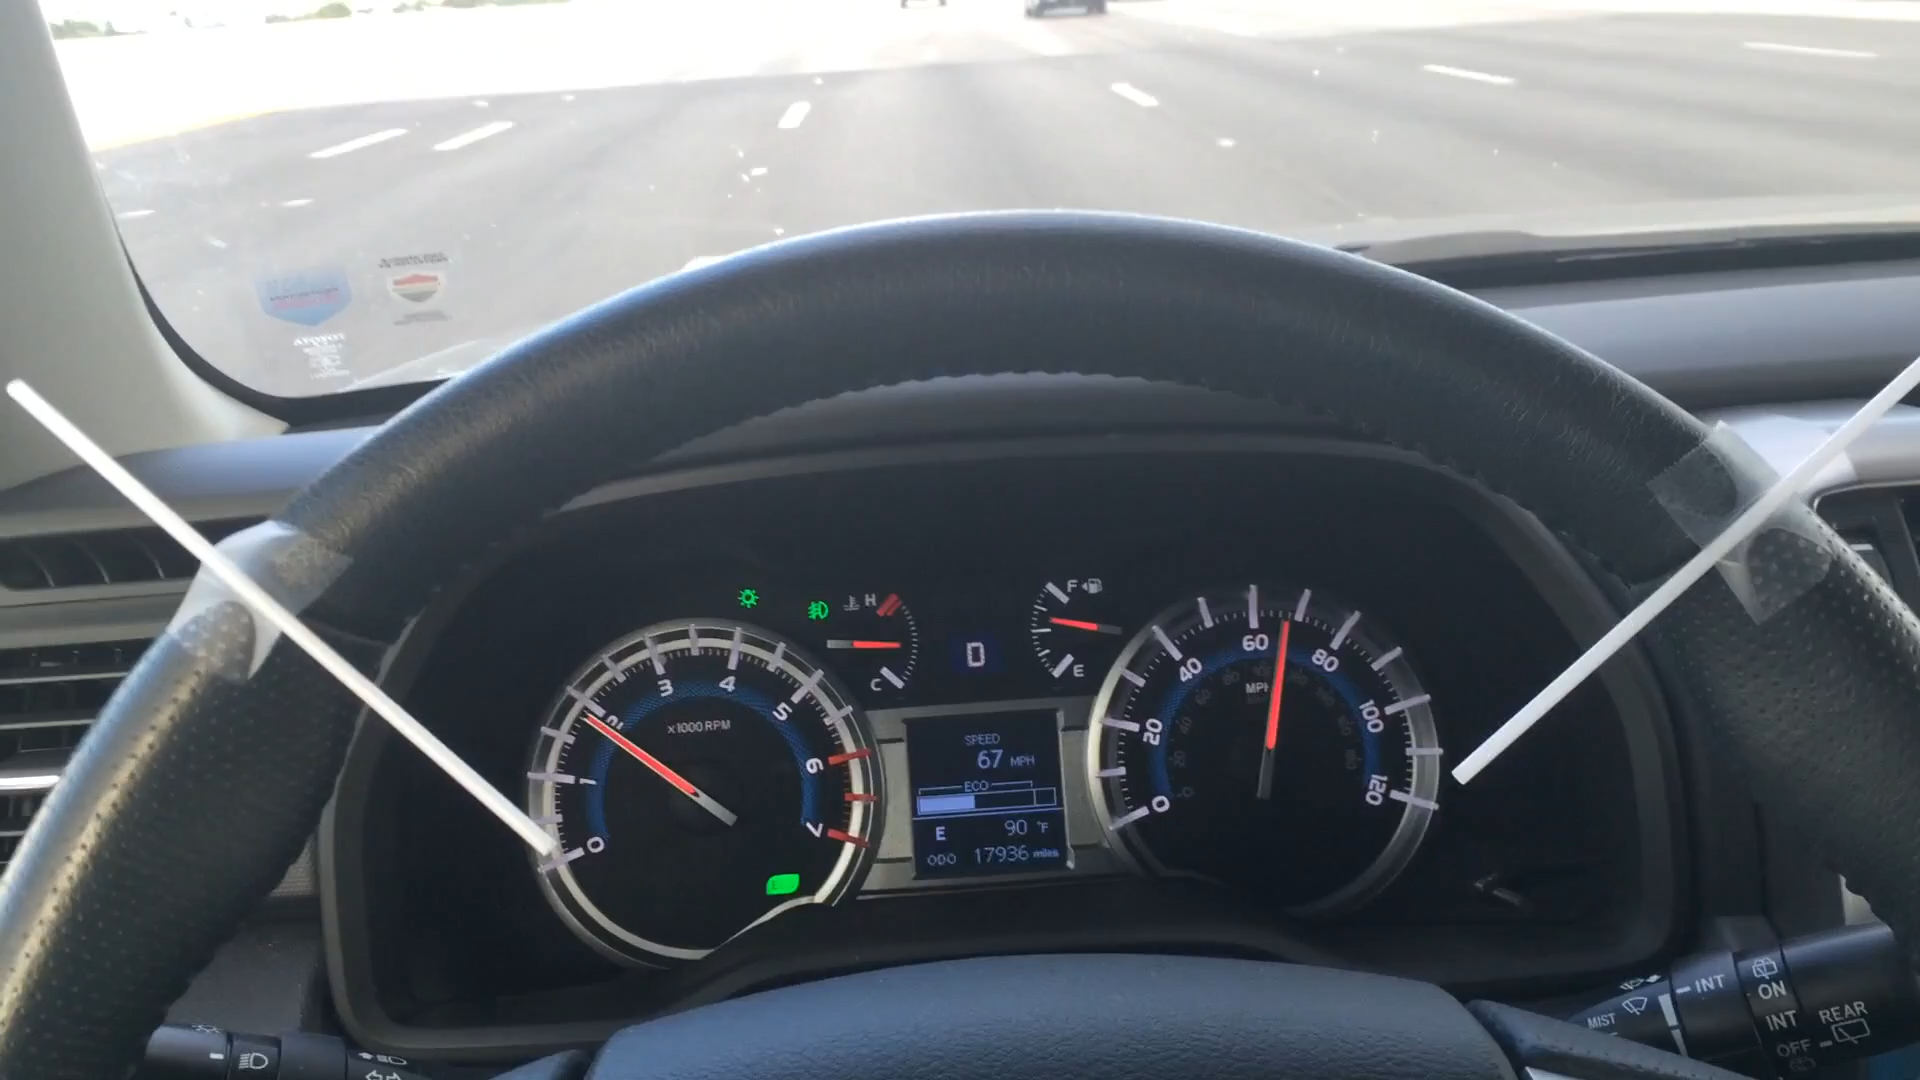 H
C
D
F
E
0
1
2
3
4
5
6
7
x1000 RPM
SPEED
67 MPH
ECO
E 90 °F
ODO 17936 miles
0
20
40
60
80
100
120
MPH
MIST
INT
ON
INT
OFF
REAR